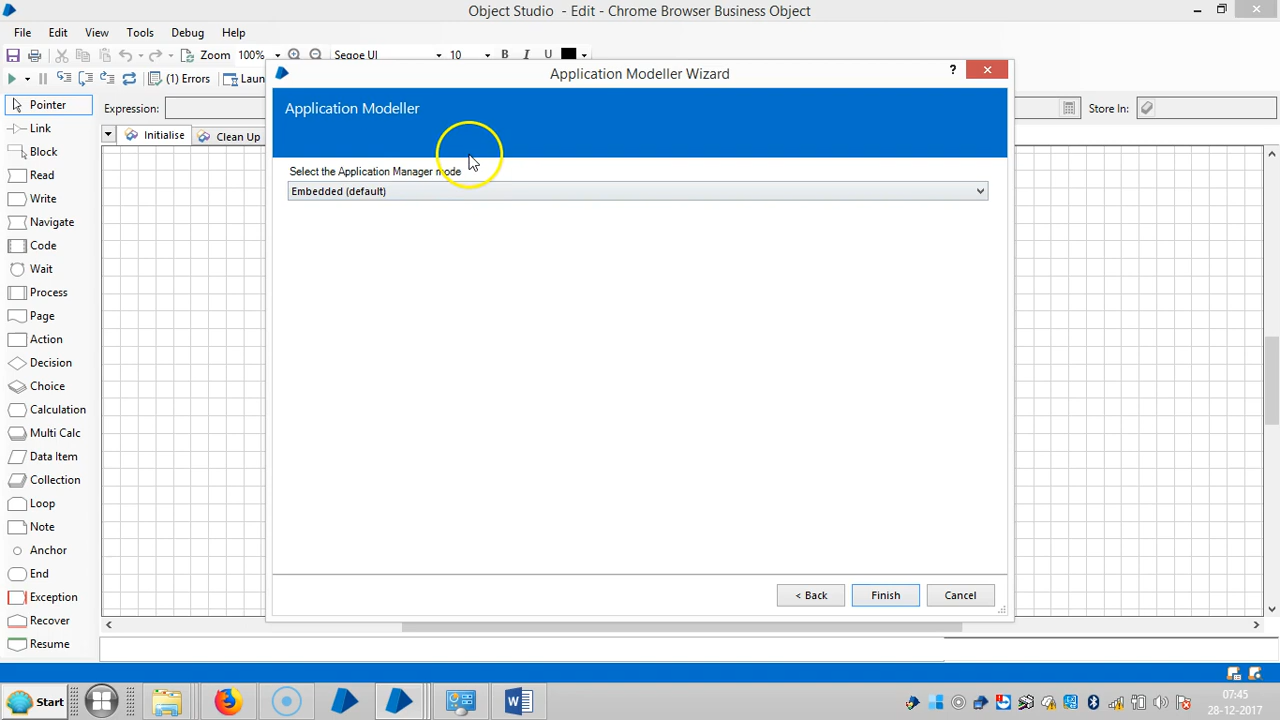 Object Studio - Edit - Chrome Browser Business Object
File Edit View Tools Debug Help
Zoom 100% Segoe UI 10 B I U
(1) Errors Laun
Application Modeller Wizard
?
Expression:
Store In:
Initialise Clean Up
Application Modeller
Select the Application Manager mode
Embedded (default)
Pointer
Link
Block
Read
Write
Navigate
Code
Wait
Process
Page
Action
Decision
Choice
Calculation
Multi Calc
Data Item
Collection
Loop
Note
Anchor
End
Exception
Recover
Resume
< Back Finish Cancel
Start
07:45
28-12-2017